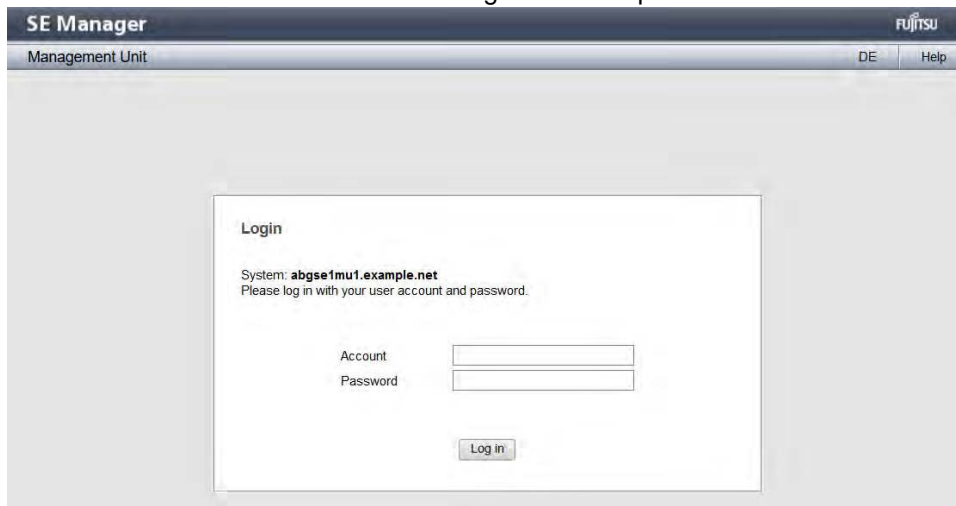 SE Manager
FUJITSU
Management Unit
DE
Help
Login
System: abgse1mu1.example.net
Please log in with your user account and password.
Account
Password
Log in